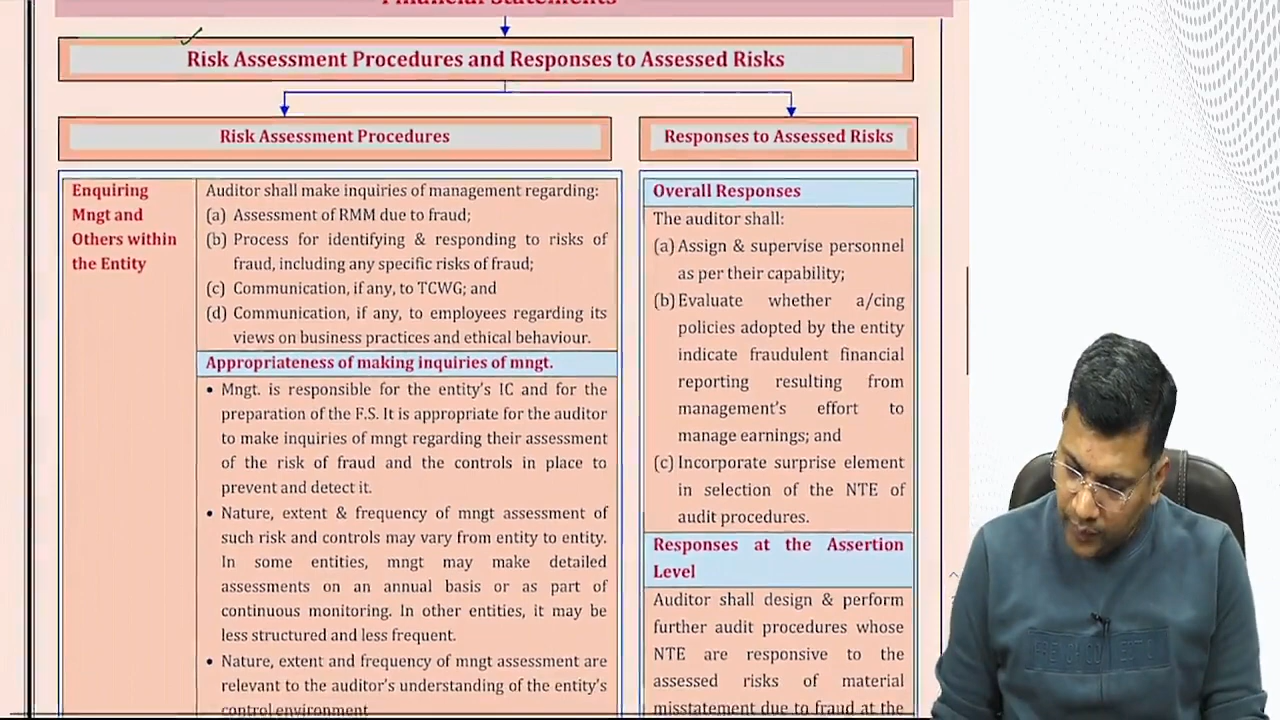 Financial Statements
Risk Assessment Procedures and Responses to Assessed Risks
Risk Assessment Procedures
Enquiring
Mngt and
Others within
the Entity
Auditor shall make inquiries of management regarding:
(a) Assessment of RMM due to fraud;
(b) Process for identifying & responding to risks of
fraud, including any specific risks of fraud;
(c) Communication, if any, to TCWG; and
(d) Communication, if any, to employees regarding its
views on business practices and ethical behaviour.
Appropriateness of making inquiries of mngt.
• Mngt. is responsible for the entity's IC and for the
preparation of the F.S. It is appropriate for the auditor
to make inquiries of mngt regarding their assessment
of the risk of fraud and the controls in place to
prevent and detect it.
• Nature, extent & frequency of mngt assessment of
such risk and controls may vary from entity to entity.
In some entities, mngt may make detailed
assessments on an annual basis or as part of
continuous monitoring. In other entities, it may be
less structured and less frequent.
• Nature, extent and frequency of mngt assessment are
relevant to the auditor's understanding of the entity's
control environment
Responses to Assessed Risks
Overall Responses
The auditor shall:
(a) Assign & supervise personnel
as per their capability;
(b) Evaluate whether a/cing
policies adopted by the entity
indicate fraudulent financial
reporting resulting from
management's effort to
manage earnings; and
(c) Incorporate surprise element
in selection of the NTE of
audit procedures.
Responses at the Assertion
Level
Auditor shall design & perform
further audit procedures whose
NTE are responsive to the
assessed risks of material
misstatement due to fraud at the